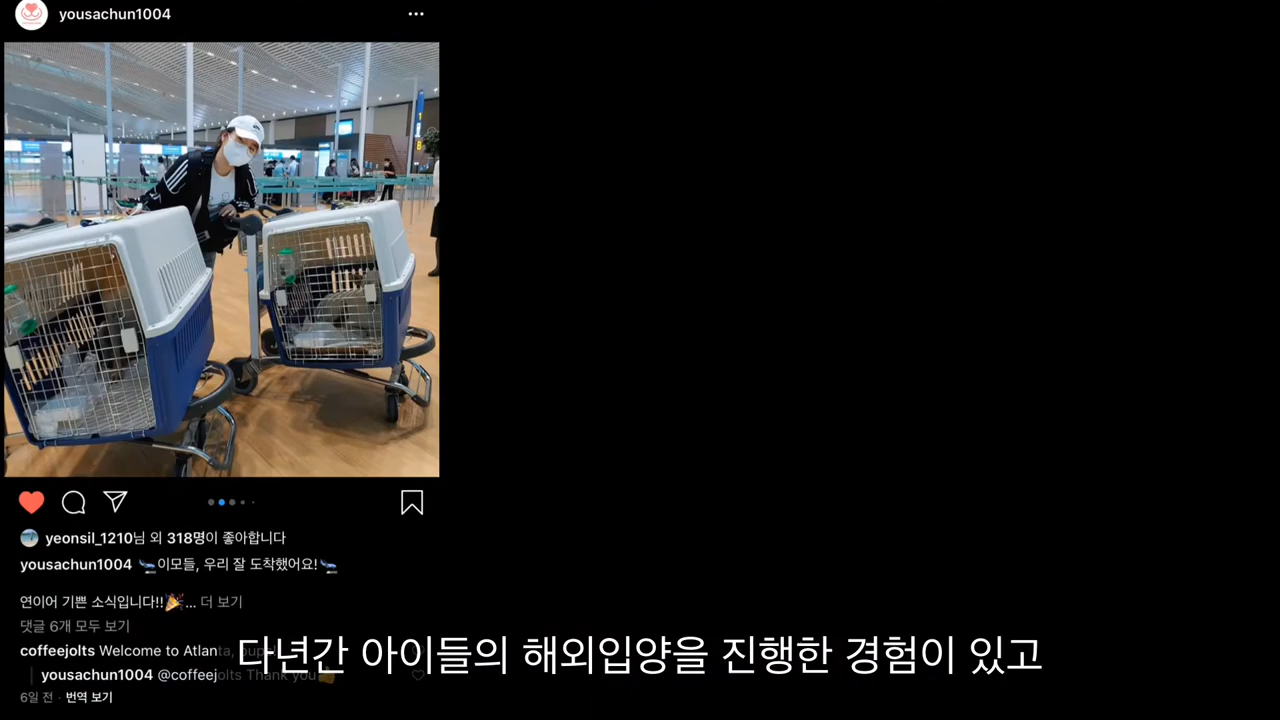 yousachun1004
yeonsil_1210님 외 318명이 좋아합니다
yousachun1004 🛬이모들, 우리 잘 도착했어요!🛬
연이어 기쁜 소식입니다!!🎉... 더 보기
댓글 6개 모두 보기
coffeejolts Welcome to Atlanta, pups!
yousachun1004 @coffeejolts Thank you👍
6일 전 · 번역 보기
다년간 아이들의 해외입양을 진행한 경험이 있고